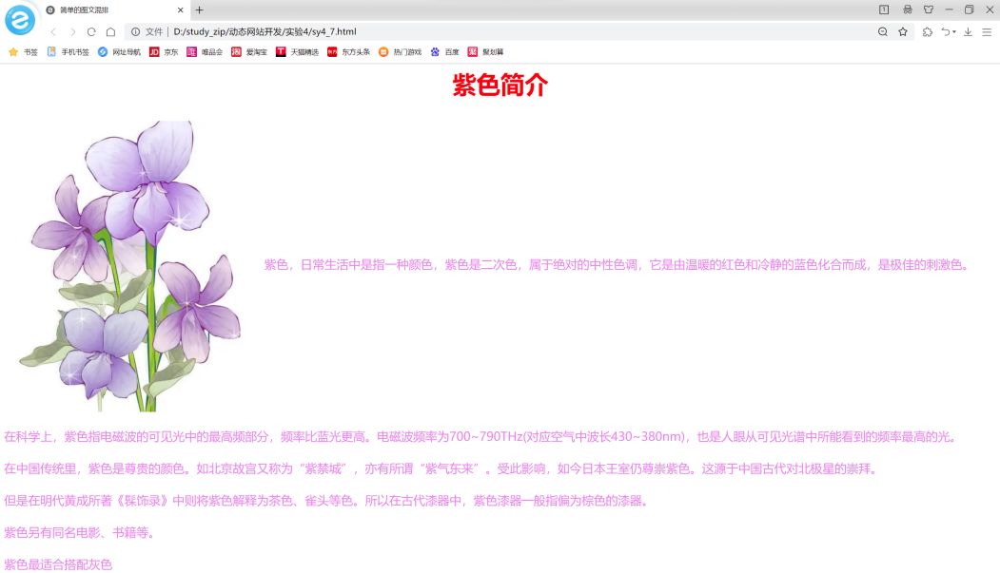 简单的图文混排
文件 D:/study_zip/动态网站开发/实验4/sy4_7.html
书签 手机书签 网址导航 JD 京东 唯 唯品会 淘 爱淘宝 T 天猫精选 东方 东方头条 热门游戏 百度 聚 聚划算
紫色简介
紫色，日常生活中是指一种颜色，紫色是二次色，属于绝对的中性色调，它是由温暖的红色和冷静的蓝色化合而成，是极佳的刺激色。
在科学上，紫色指电磁波的可见光中的最高频部分，频率比蓝光更高。电磁波频率为700~790THz(对应空气中波长430~380nm)，也是人眼从可见光谱中所能看到的频率最高的光。
在中国传统里，紫色是尊贵的颜色。如北京故宫又称为“紫禁城”，亦有所谓“紫气东来”。受此影响，如今日本王室仍尊崇紫色。这源于中国古代对北极星的崇拜。
但是在明代黄成所著《髹饰录》中则将紫色解释为茶色、雀头等色。所以在古代漆器中，紫色漆器一般指偏为棕色的漆器。
紫色另有同名电影、书籍等。
紫色最适合搭配灰色